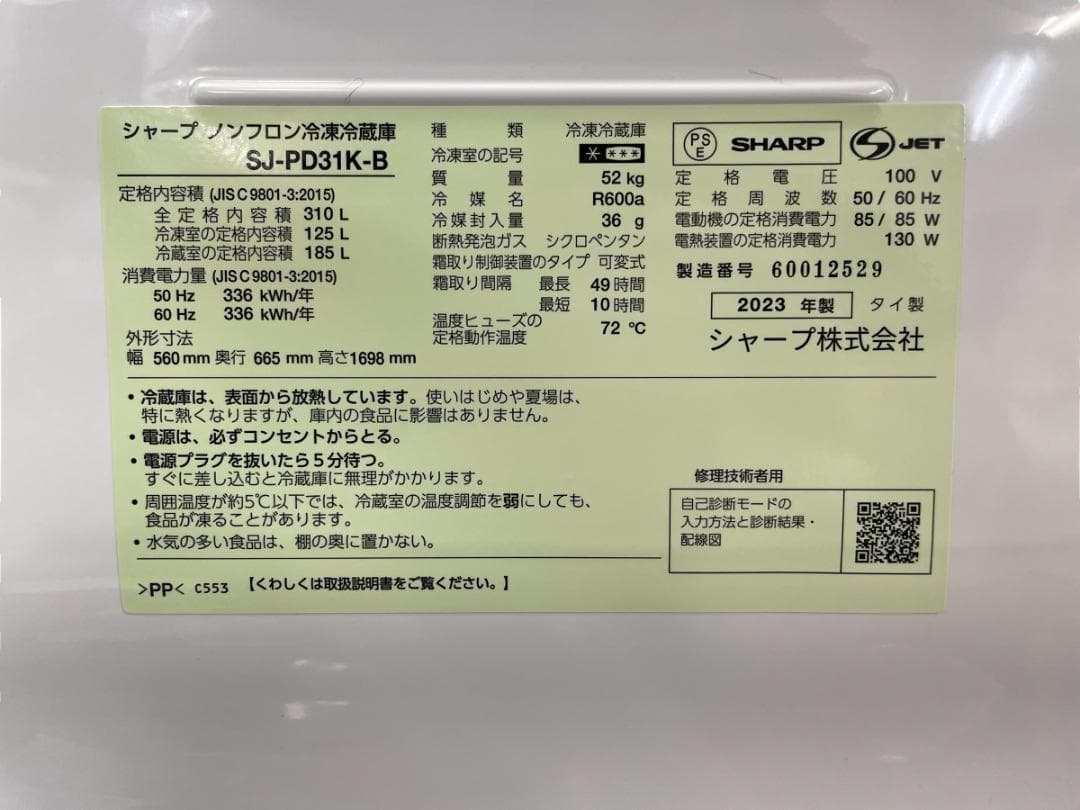 シャープ ノンフロン冷凍冷蔵庫
SJ-PD31K-B
定格内容積 (JIS C 9801-3:2015)
全定格内容積 310 L
冷凍室の定格内容積 125 L
冷蔵室の定格内容積 185 L
消費電力量 (JIS C 9801-3:2015)
50 Hz 336 kWh/年
60 Hz 336 kWh/年
外形寸法
幅 560 mm 奥行 665 mm 高さ 1698 mm
種類 冷凍冷蔵庫
冷凍室の記号 * ***
質量 52 kg
冷媒名 R600a
冷媒封入量 36 g
断熱発泡ガス シクロペンタン
霜取り制御装置のタイプ 可変式
霜取り間隔 最長 49 時間
最短 10 時間
温度ヒューズの
定格動作温度 72 ℃
PSE SHARP S JET
定格電圧 100 V
定格周波数 50 / 60 Hz
電動機の定格消費電力 85 / 85 W
電熱装置の定格消費電力 130 W
製造番号 60012529
2023 年製 タイ製
シャープ株式会社
・冷蔵庫は、表面から放熱しています。使いはじめや夏場は、
特に熱くなりますが、庫内の食品に影響はありません。
・電源は、必ずコンセントからとる。
・電源プラグを抜いたら5分待つ。
すぐに差し込むと冷蔵庫に無理がかかります。
・周囲温度が約5℃以下では、冷蔵室の温度調節を弱にしても、
食品が凍ることがあります。
・水気の多い食品は、棚の奥に置かない。
>PP< C553 【くわしくは取扱説明書をご覧ください。】
修理技術者用
自己診断モードの
入力方法と診断結果・
配線図